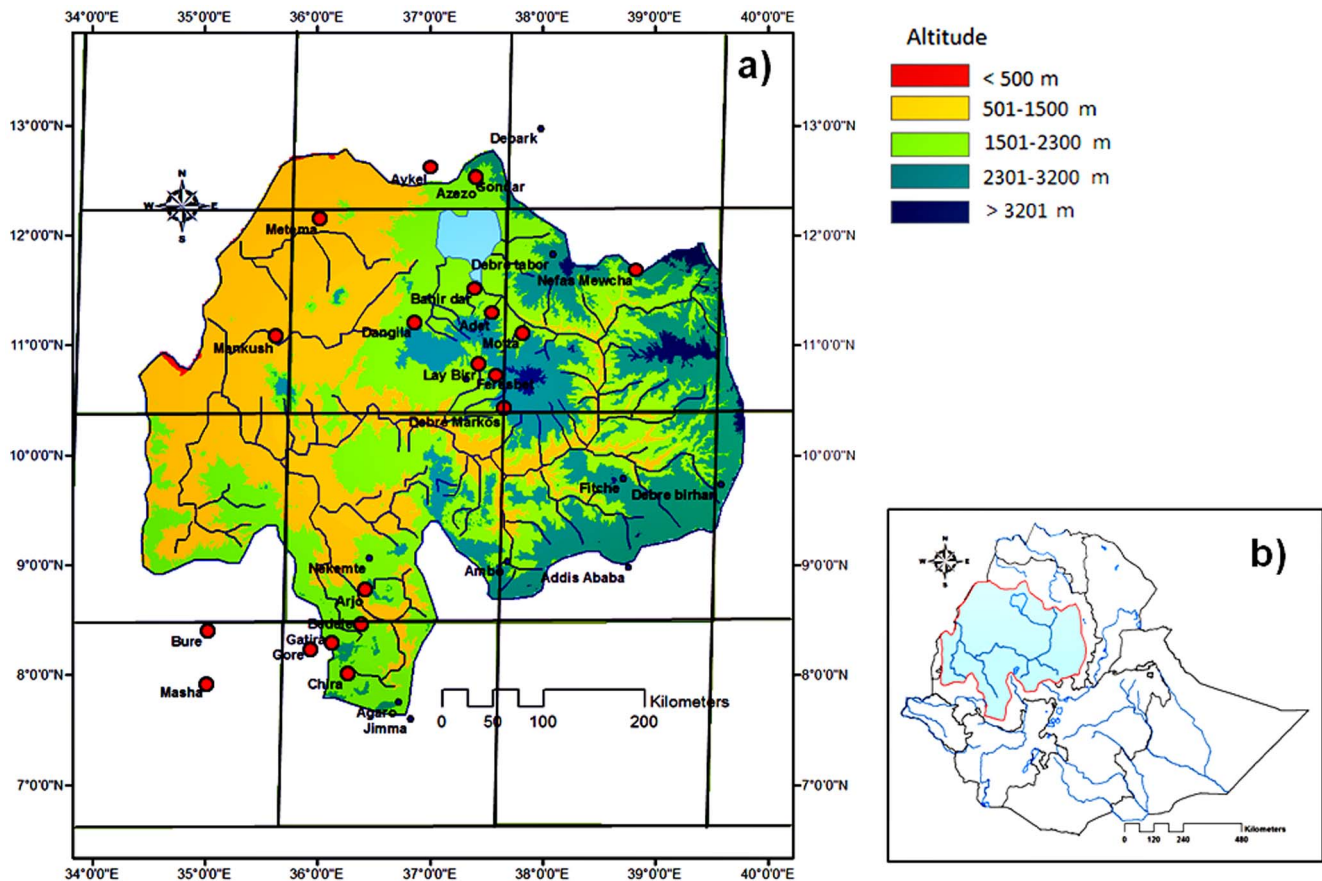 34°0'0"E 35°0'0"E 36°0'0"E 37°0'0"E 38°0'0"E 39°0'0"E 40°0'0"E
a)
Altitude
< 500 m
501-1500 m
1501-2300 m
2301-3200 m
> 3201 m
13°0'0"N 13°0'0"N
Debark
Aykel
Gondar
Azezo
N
W E
S
12°0'0"N 12°0'0"N
Metema
Debre tabor
Nefas Mewcha
Bahir dar
Adet
Dangila
Motta
11°0'0"N 11°0'0"N
Mankush
Lay Birr
Feresbet
Debre Markos
10°0'0"N 10°0'0"N
Fitche
Debre birhan
9°0'0"N 9°0'0"N
Nekemte
Ambo
Addis Ababa
Arjo
Bedele
Bure
Gatira
Gore
8°0'0"N 8°0'0"N
Chira
Masha
Agaro
Jimma
Kilometers
0 50 100 200
7°0'0"N 7°0'0"N
34°0'0"E 35°0'0"E 36°0'0"E 37°0'0"E 38°0'0"E 39°0'0"E 40°0'0"E
b)
N
W E
S
Kilometers
0 120 240 480